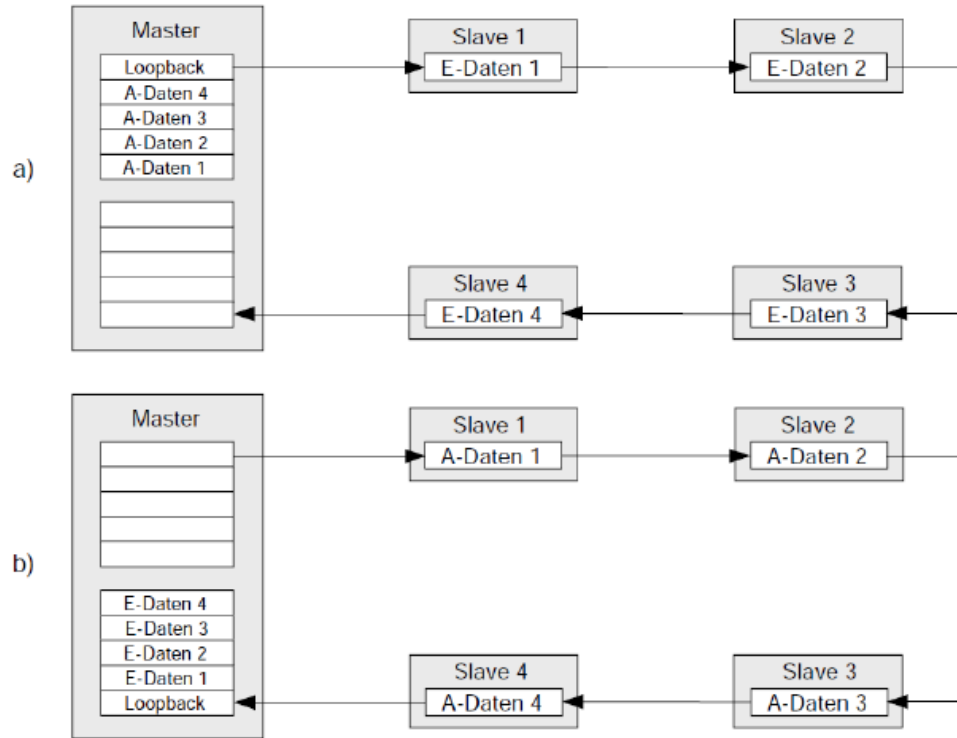 a)
Master
Loopback
A-Daten 4
A-Daten 3
A-Daten 2
A-Daten 1
Slave 1
E-Daten 1
Slave 2
E-Daten 2
Slave 4
E-Daten 4
Slave 3
E-Daten 3
b)
Master
E-Daten 4
E-Daten 3
E-Daten 2
E-Daten 1
Loopback
Slave 1
A-Daten 1
Slave 2
A-Daten 2
Slave 4
A-Daten 4
Slave 3
A-Daten 3